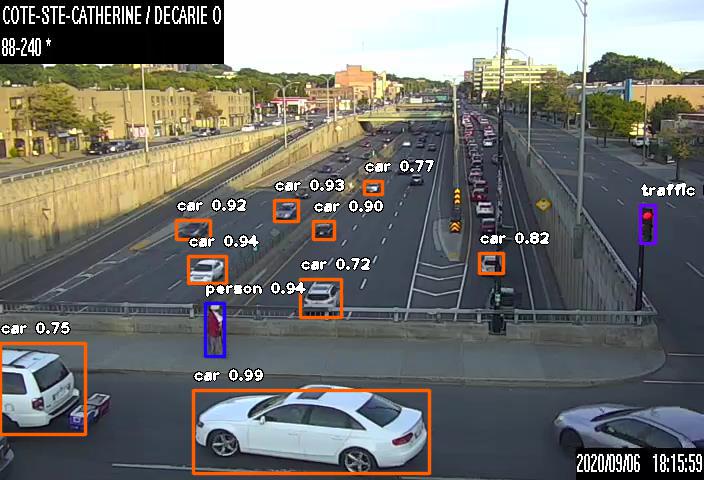 COTE-STE-CATHERINE / DECARIE O
88-240 *
car 0.77
car 0.93
traffic
car 0.92
car 0.90
car 0.94
car 0.82
car 0.72
person 0.94
car 0.75
car 0.99
2020/09/06 18:15:59